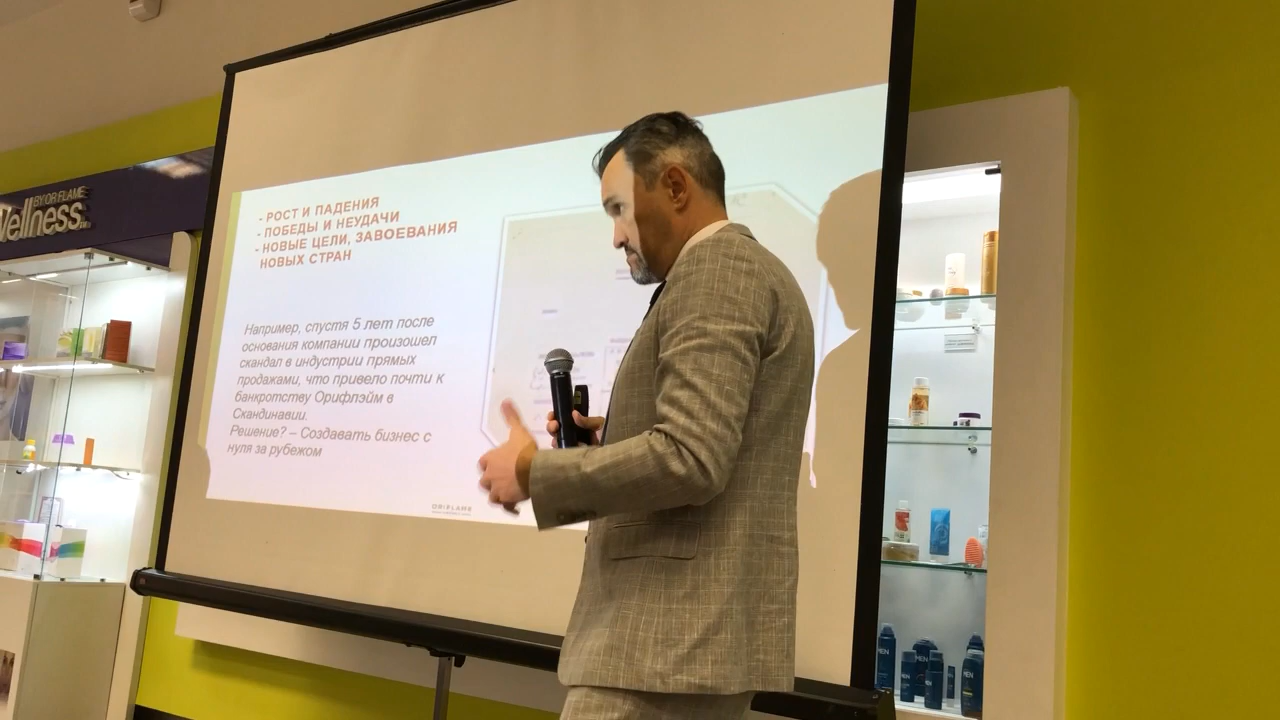 BY ORIFLAME
Wellness
- РОСТ И ПАДЕНИЯ
- ПОБЕДЫ И НЕУДАЧИ
- НОВЫЕ ЦЕЛИ, ЗАВОЕВАНИЯ
НОВЫХ СТРАН
Например, спустя 5 лет после
основания компании произошел
скандал в индустрии прямых
продажами, что привело почти к
банкротству Орифлэйм в
Скандинавии.
Решение? – Создавать бизнес с
нуля за рубежом
ORIFLAME
MEN
MEN
MEN